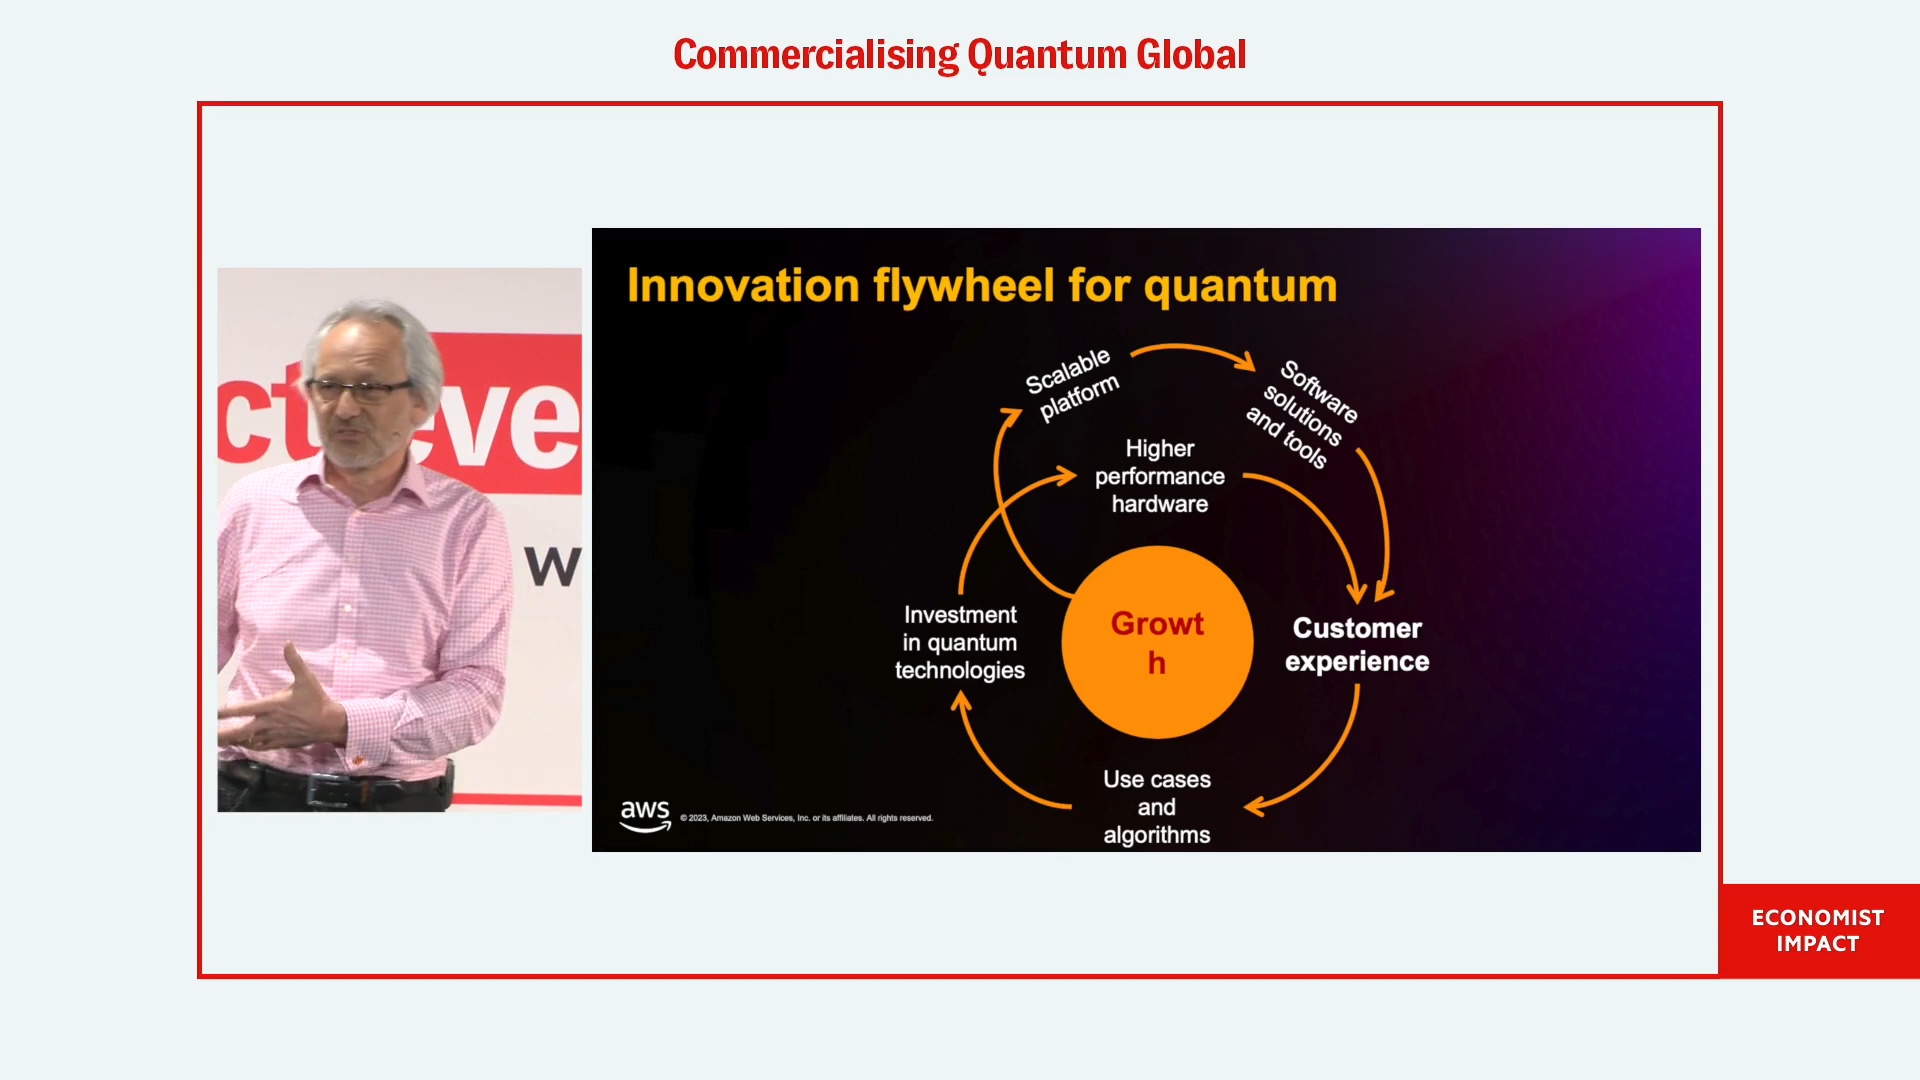 Commercialising Quantum Global
ct
eve
w
Innovation flywheel for quantum
Scalable
platform
Software
solutions
and tools
Higher
performance
hardware
Investment
in quantum
technologies
Growt
h
Customer
experience
Use cases
and
algorithms
aws
© 2023, Amazon Web Services, Inc. or its affiliates. All rights reserved.
ECONOMIST
IMPACT